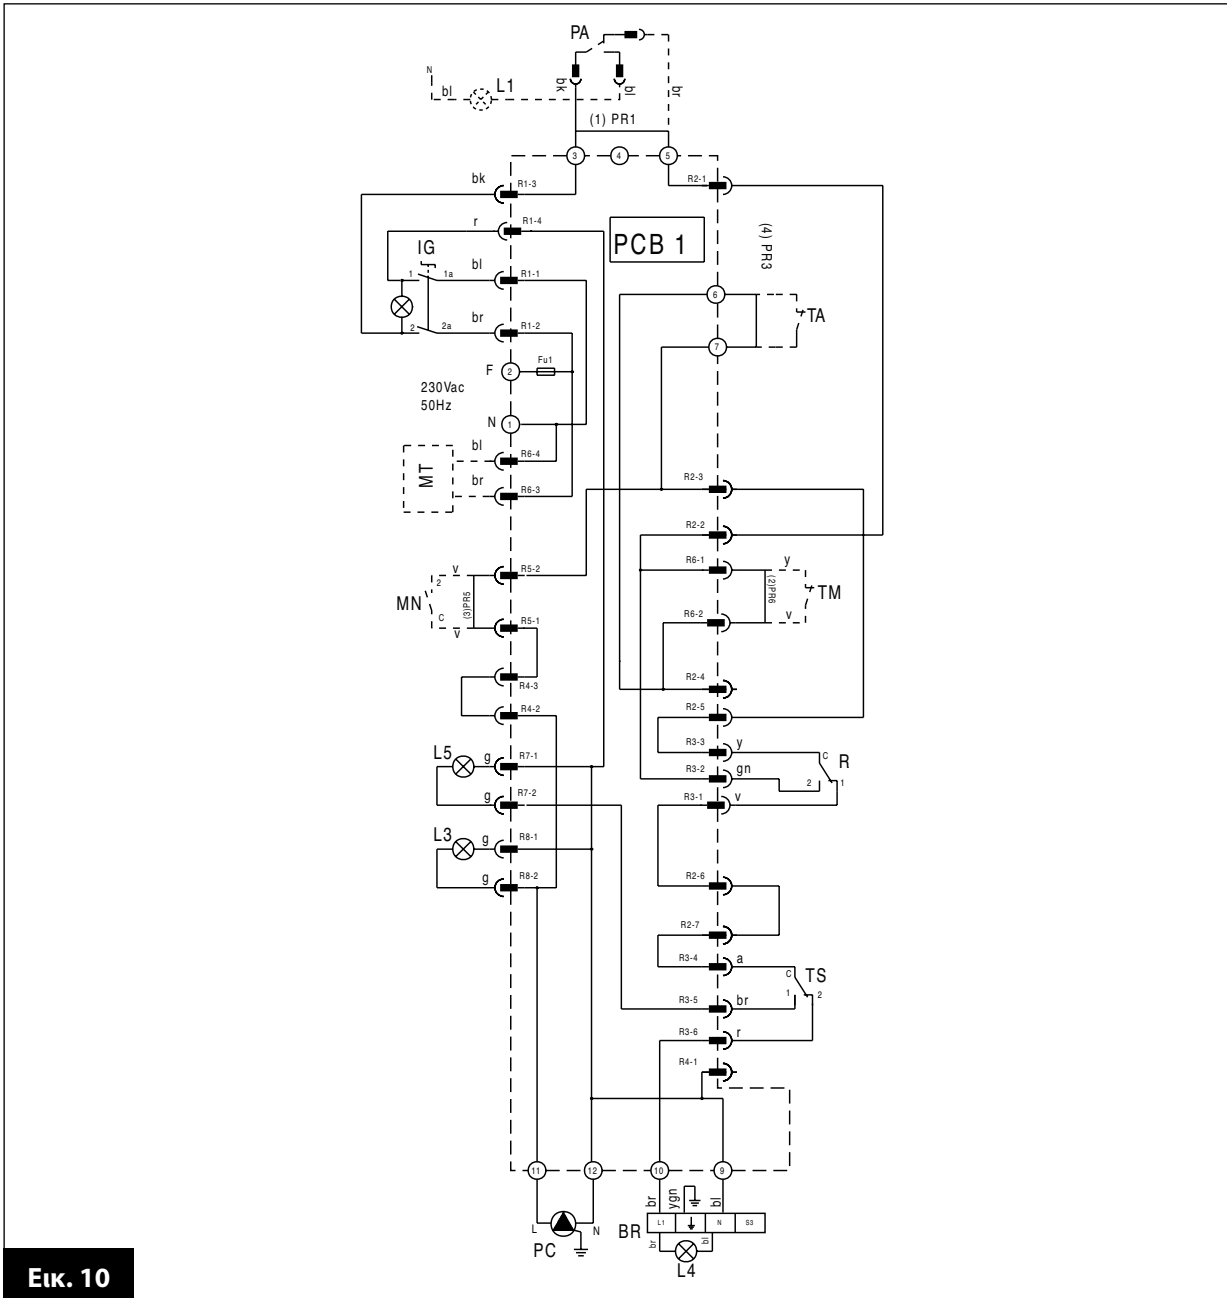 PA
N
bl
L1
bk
bl
br
(1) PR1
3
4
5
bk
R1-3
R2-1
r
R1-4
PCB 1
(4) PR3
IG
bl
1
1a
R1-1
6
TA
br
2
2a
R1-2
7
F
2
Fu1
230Vac
50Hz
N
1
bl
R6-4
MT
br
R6-3
R2-3
R2-2
v
R5-2
R6-1
y
2
MN
(3)PR5
(2)PR6
TM
C
v
R5-1
R6-2
v
R4-3
R2-4
R4-2
R2-5
L5
g
R7-1
R3-3
y
C
R
R3-2
gn
2
1
g
R7-2
R3-1
v
L3
g
R8-1
g
R8-2
R2-6
R2-7
R3-4
a
C
TS
1
2
R3-5
br
R3-6
r
R4-1
11
12
10
9
br
ygn
bl
L
N
BR
L1
N
S3
PC
br
bl
L4
Εικ. 10